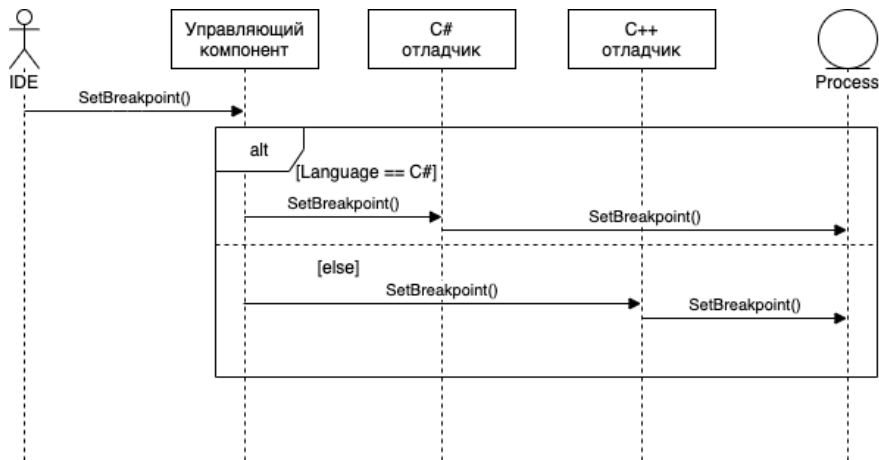 Управляющий
компонент
C#
отладчик
C++
отладчик
IDE
Process
SetBreakpoint()
alt
[Language == C#]
SetBreakpoint()
SetBreakpoint()
[else]
SetBreakpoint()
SetBreakpoint()